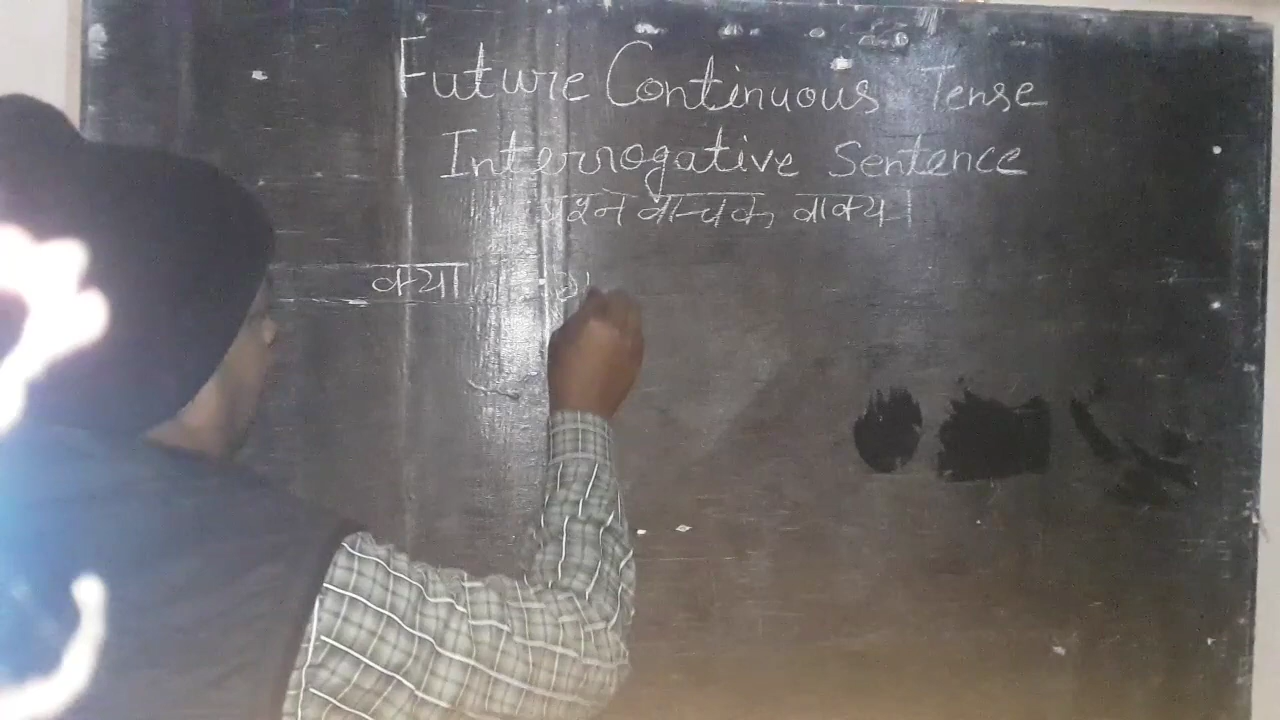 Future Continuous Tense
Interrogative Sentence
प्रश्न वाचक वाक्य।
क्या